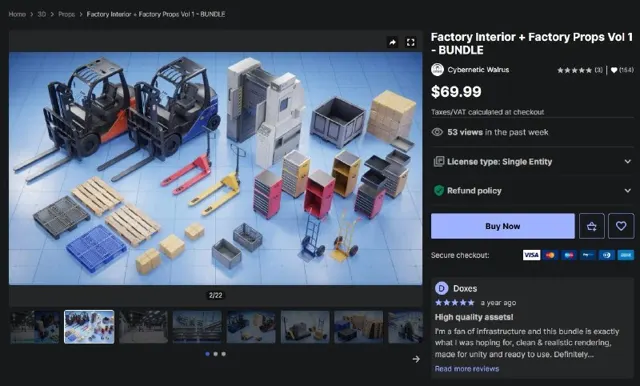 Home > 3D > Props > Factory Interior + Factory Props Vol 1 - BUNDLE
Factory Interior + Factory Props Vol 1
- BUNDLE
Cybernetic Walrus
(3) | (164)
$69.99
Taxes/VAT calculated at checkout
53 views in the past week
License type: Single Entity
Refund policy
Buy Now
Secure checkout:
VISA
2/22
D Doxes
a year ago
High quality assets!
I'm a fan of infrastructure and this bundle is exactly
what I was hoping for, clean & realistic rendering,
made for unity and ready to use. Definitely...
Read more reviews